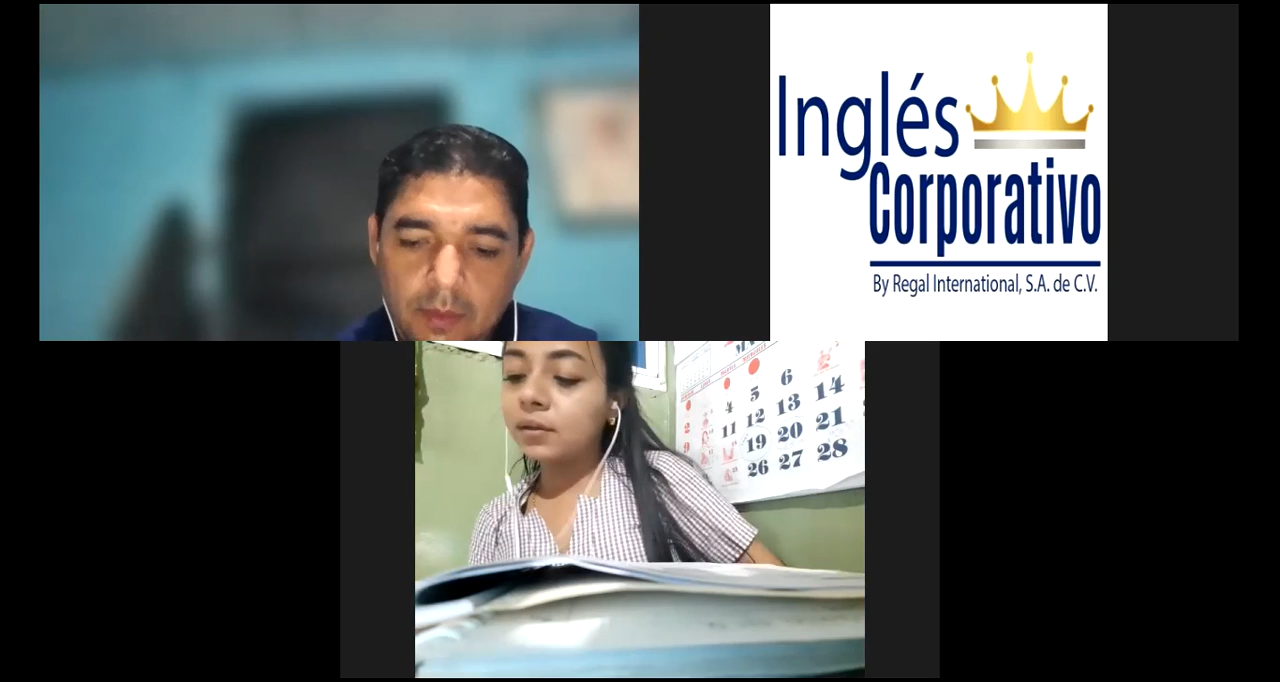 Inglés
Corporativo
By Regal International, S.A. de C.V.
4 5 6
11 12 13 14
19 20 21
26 27 28